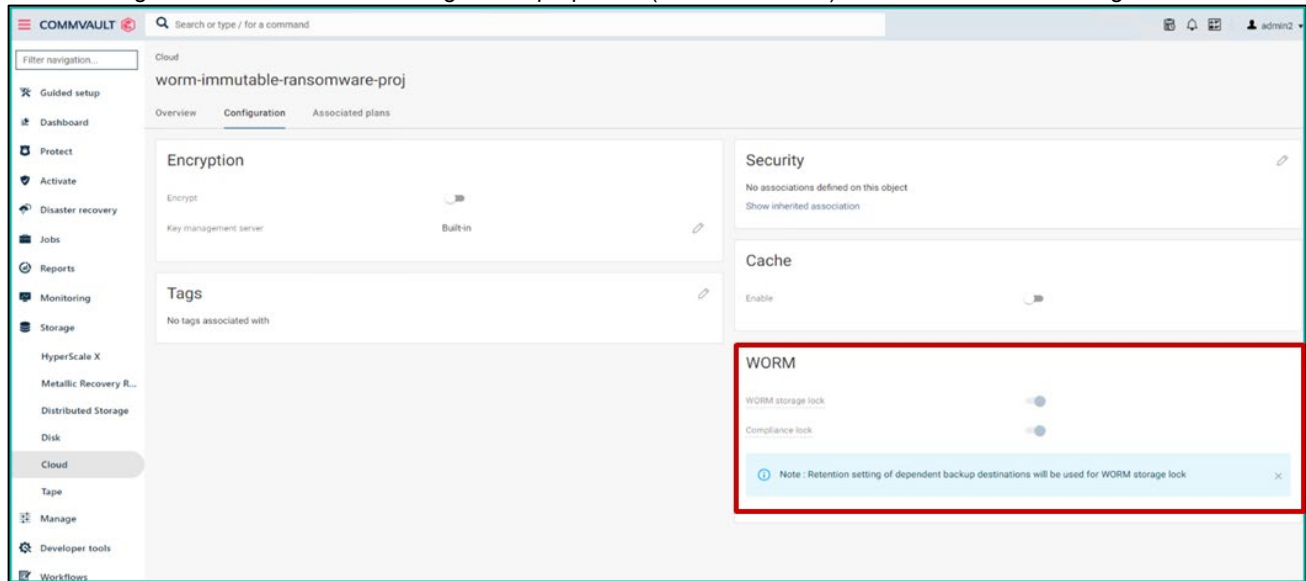 COMMVAULT
Search or type / for a command
admin2
Filter navigation...
Guided setup
Dashboard
Protect
Activate
Disaster recovery
Jobs
Reports
Monitoring
Storage
HyperScale X
Metallic Recovery R...
Distributed Storage
Disk
Cloud
Tape
Manage
Developer tools
Workflows
Cloud
worm-immutable-ransomware-proj
Overview Configuration Associated plans
Encryption
Encrypt
Key management server Built-in
Tags
No tags associated with
Security
No associations defined on this object
Show inherited association
Cache
Enable
WORM
WORM storage lock
Compliance lock
Note : Retention setting of dependent backup destinations will be used for WORM storage lock